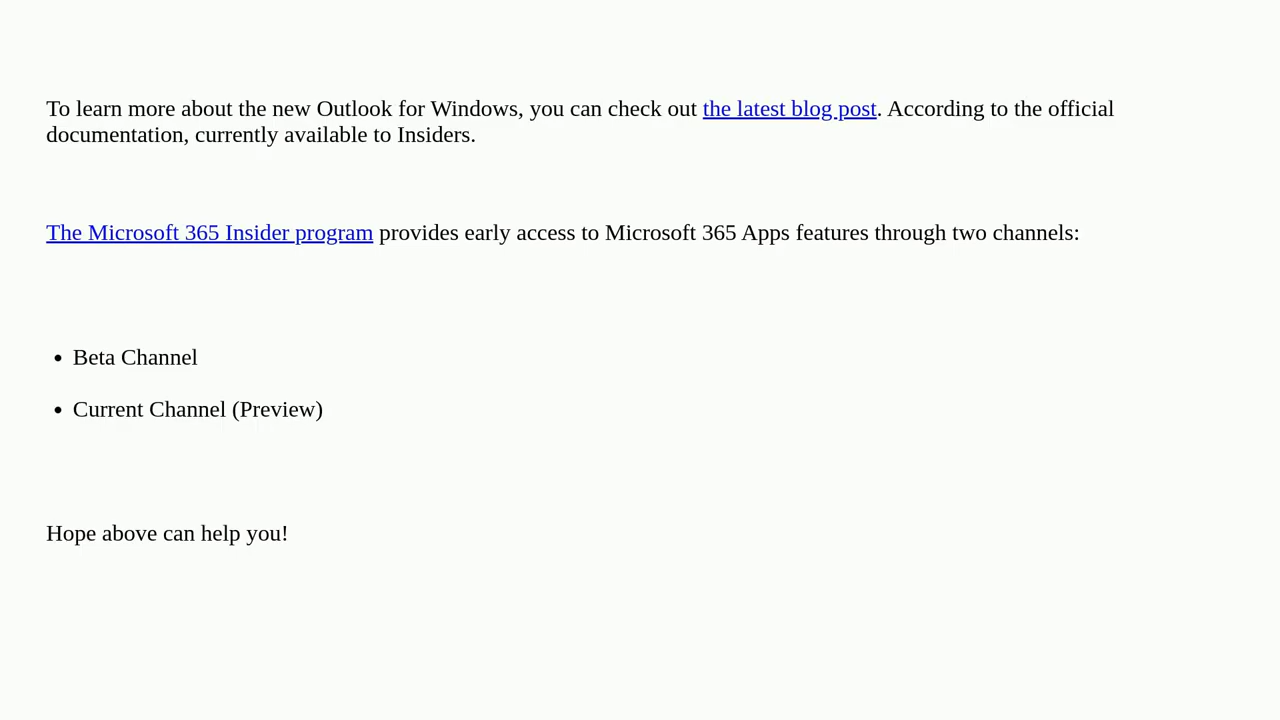 To learn more about the new Outlook for Windows, you can check out the latest blog post. According to the official
documentation, currently available to Insiders.
The Microsoft 365 Insider program provides early access to Microsoft 365 Apps features through two channels:
• Beta Channel
• Current Channel (Preview)
Hope above can help you!